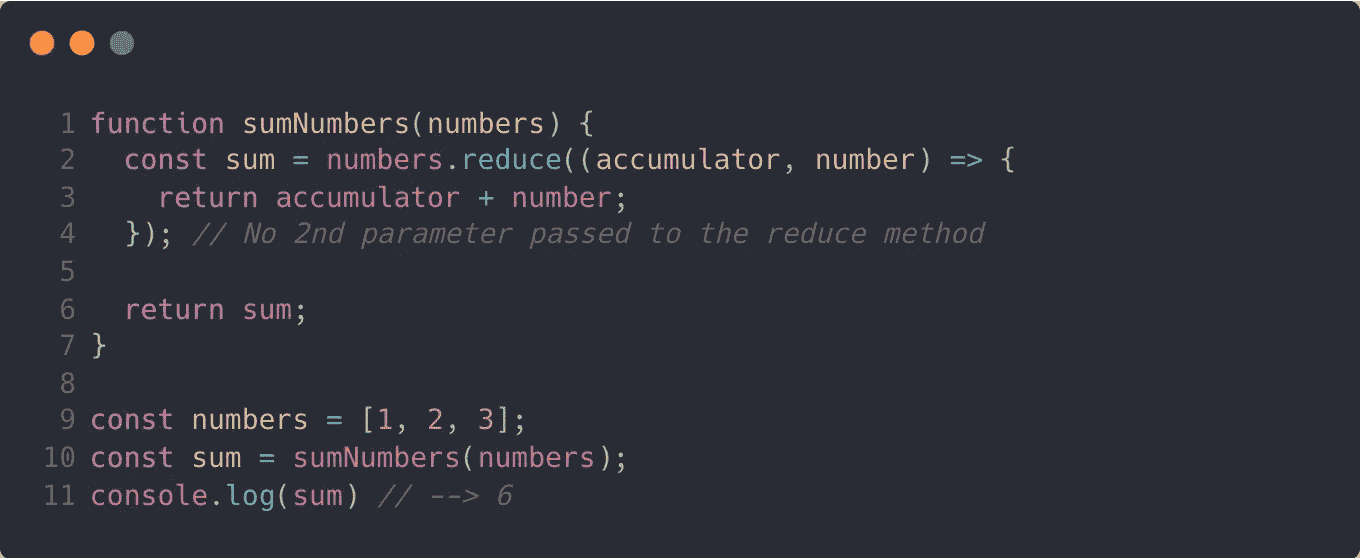 1 function sumNumbers(numbers) {
2   const sum = numbers.reduce((accumulator, number) => {
3     return accumulator + number;
4   }); // No 2nd parameter passed to the reduce method
5
6   return sum;
7 }
8
9 const numbers = [1, 2, 3];
10 const sum = sumNumbers(numbers);
11 console.log(sum) // --> 6